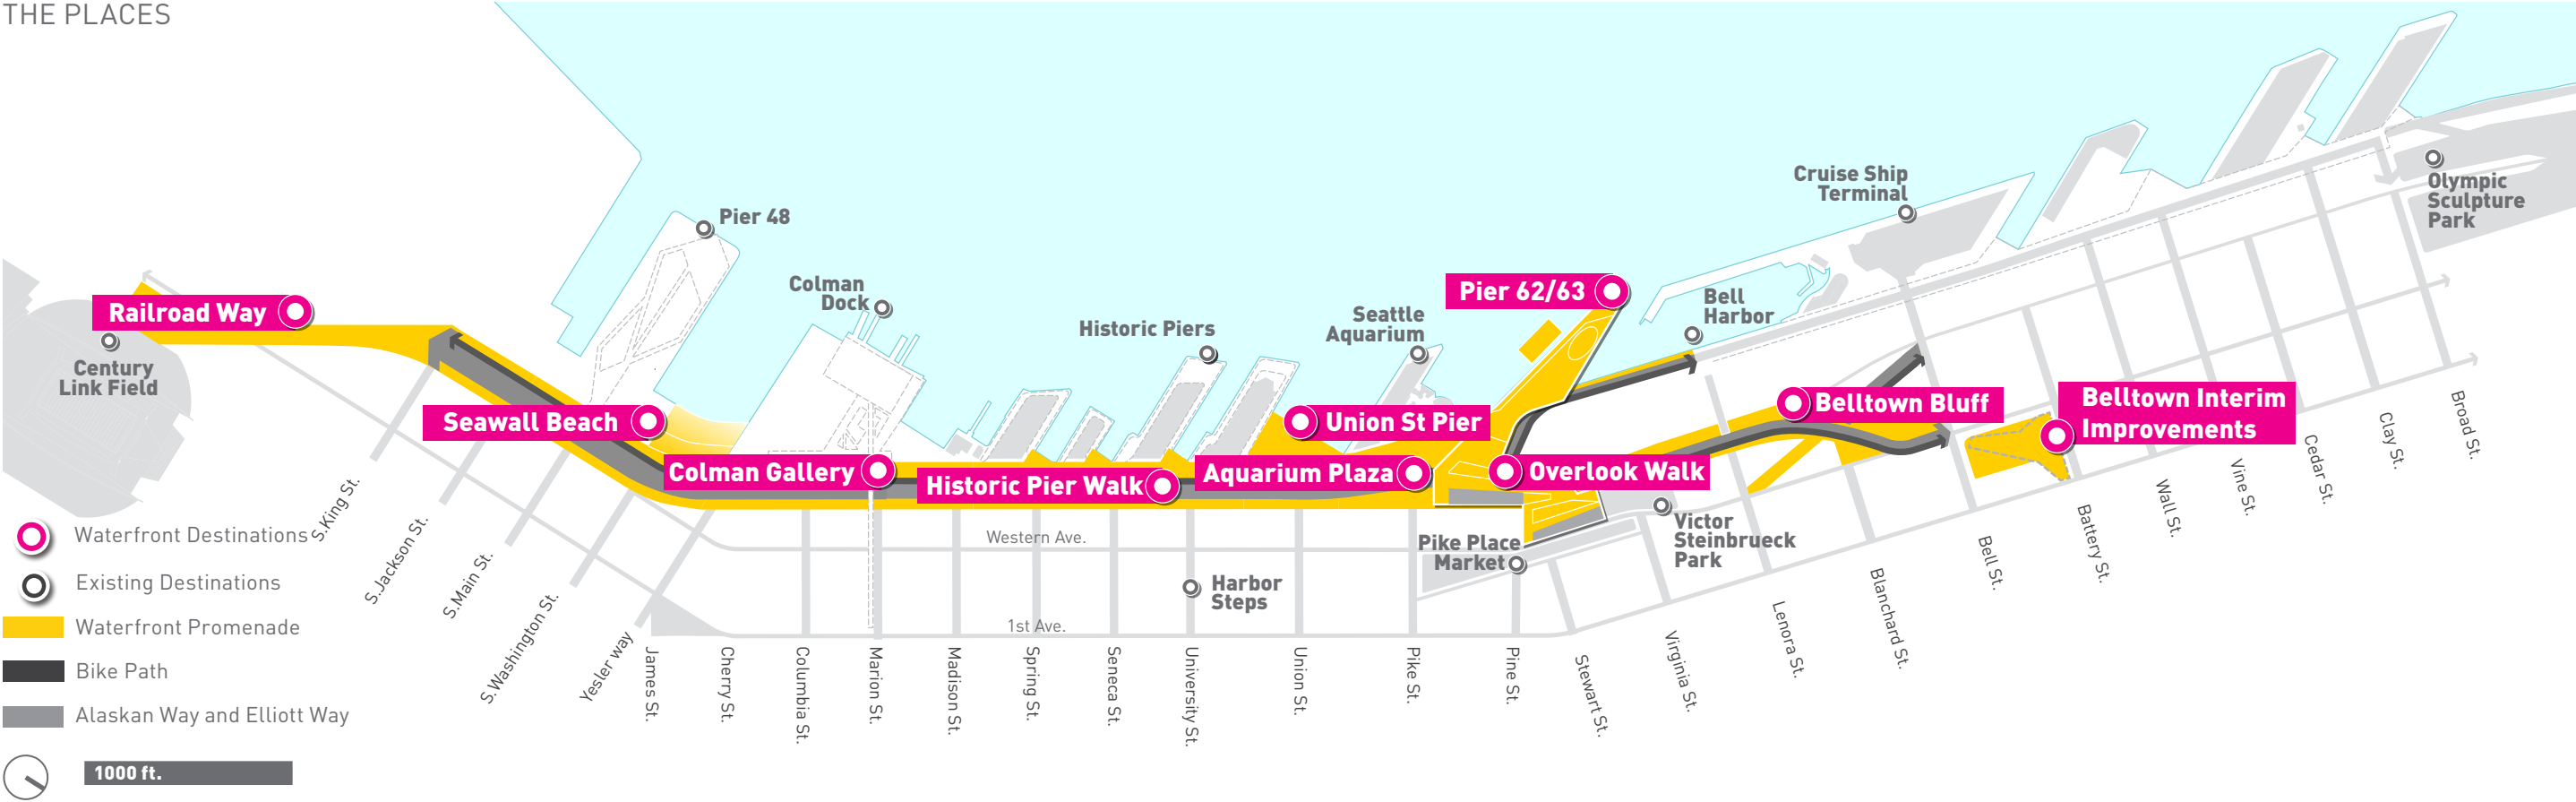 THE PLACES
Railroad Way
Century
Link Field
Pier 48
Colman
Dock
Seawall Beach
Colman Gallery
Historic Piers
Historic Pier Walk
Seattle
Aquarium
Union St Pier
Aquarium Plaza
Pier 62/63
Overlook Walk
Bell
Harbor
Cruise Ship
Terminal
Belltown Bluff
Belltown Interim
Improvements
Olympic
Sculpture
Park
Victor
Steinbrueck
Park
Pike Place
Market
Harbor
Steps
Western Ave.
1st Ave.
S.King St.
S.Jackson St.
S.Main St.
S.Washington St.
Yesler way
James St.
Cherry St.
Columbia St.
Marion St.
Madison St.
Spring St.
Seneca St.
University St.
Union St.
Pike St.
Pine St.
Stewart St.
Virginia St.
Lenora St.
Blanchard St.
Bell St.
Battery St.
Wall St.
Vine St.
Cedar St.
Clay St.
Broad St.
Waterfront Destinations
Existing Destinations
Waterfront Promenade
Bike Path
Alaskan Way and Elliott Way
1000 ft.